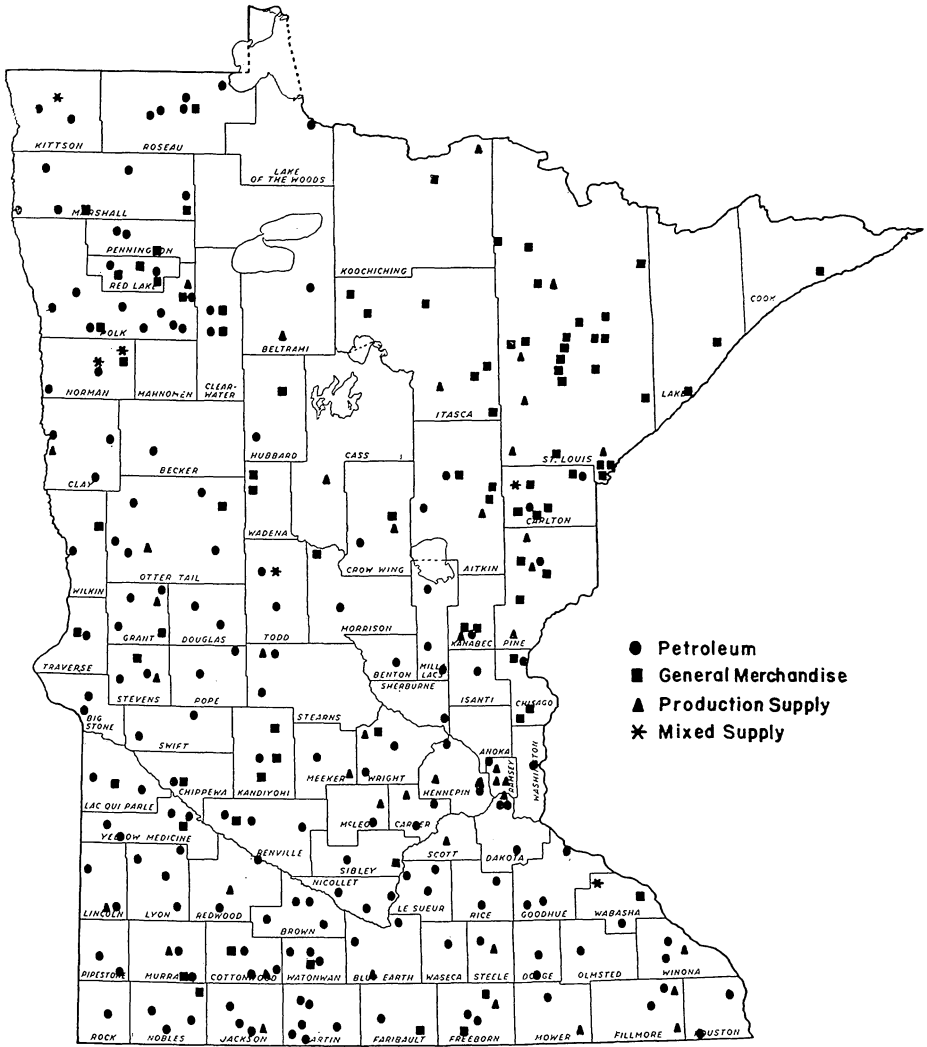 KITTSON
ROSEAU
LAKE
OF THE WOODS
MARSHALL
PENNINGTON
KOOCHICHING
RED LAKE
COOK
POLK
BELTRAMI
NORMAN
MAHNOMEN
CLEAR-
WATER
LAKE
ITASCA
HUBBARD
CASS
ST. LOUIS
BECKER
CLAY
WADENA
CARLTON
CROW WING
AITKIN
OTTER TAIL
WILKIN
GRANT
DOUGLAS
TODD
MORRISON
KANABEC
PINE
Petroleum
General Merchandise
Production Supply
Mixed Supply
TRAVERSE
BENTON
MILLE
LACS
SHERBURNE
STEVENS
POPE
ISANTI
CHISAGO
STEARNS
BIG
STONE
SWIFT
ANOKA
RAMSEY
WASHINGTON
CHIPPEWA
KANDIYOHI
MEEKER
WRIGHT
HENNEPIN
LAC QUI PARLE
McLEOD
CARVER
YELLOW MEDICINE
RENVILLE
SCOTT
DAKOTA
SIBLEY
NICOLLET
LINCOLN
LYON
REDWOOD
LE SUEUR
RICE
GOODHUE
WABASHA
BROWN
PIPESTONE
MURRAY
COTTONWOOD
WATONWAN
BLUE EARTH
WASECA
STEELE
DODGE
OLMSTED
WINONA
ROCK
NOBLES
JACKSON
MARTIN
FARIBAULT
FREEBORN
MOWER
FILLMORE
HOUSTON